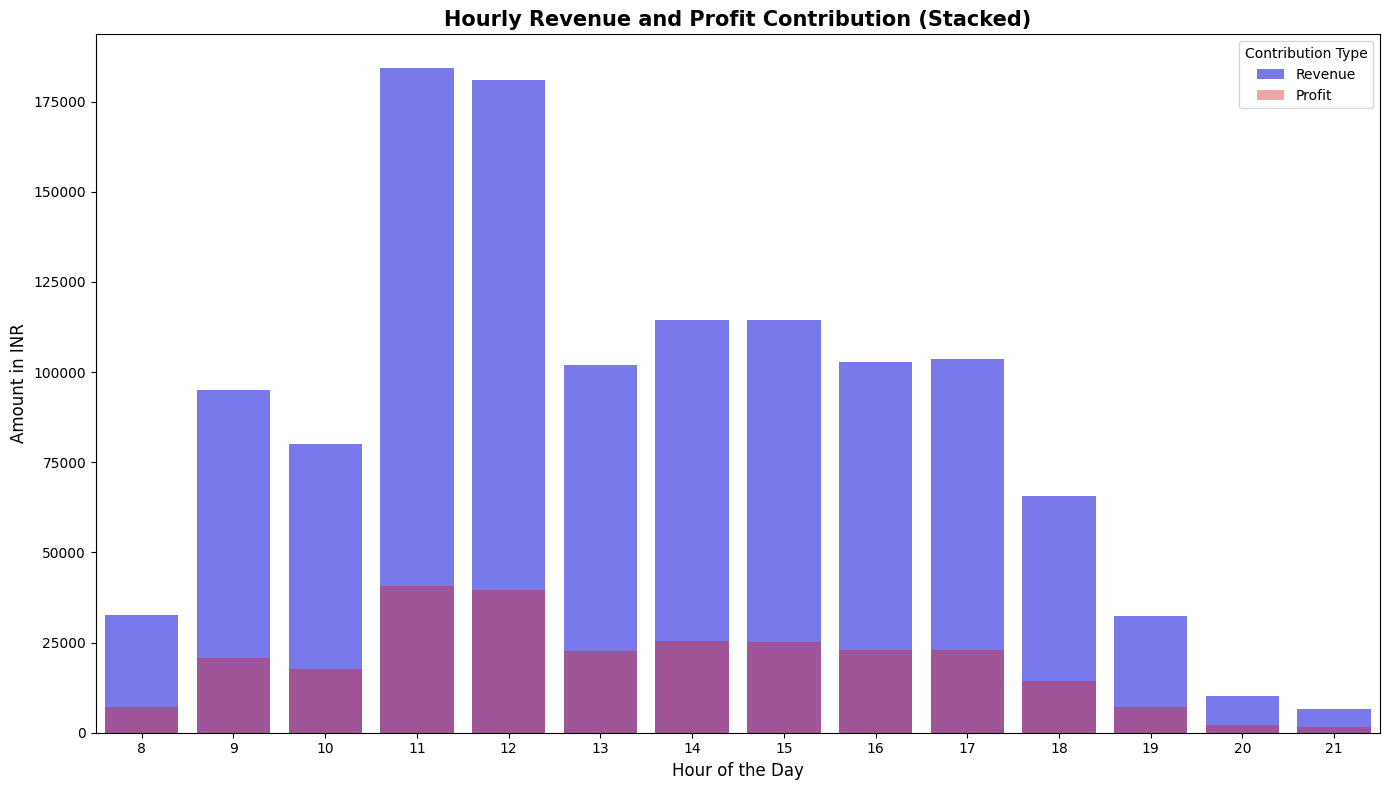 Hourly Revenue and Profit Contribution (Stacked)
Contribution Type
Revenue
Profit
Amount in INR
175000
150000
125000
100000
75000
50000
25000
0
8 9 10 11 12 13 14 15 16 17 18 19 20 21
Hour of the Day